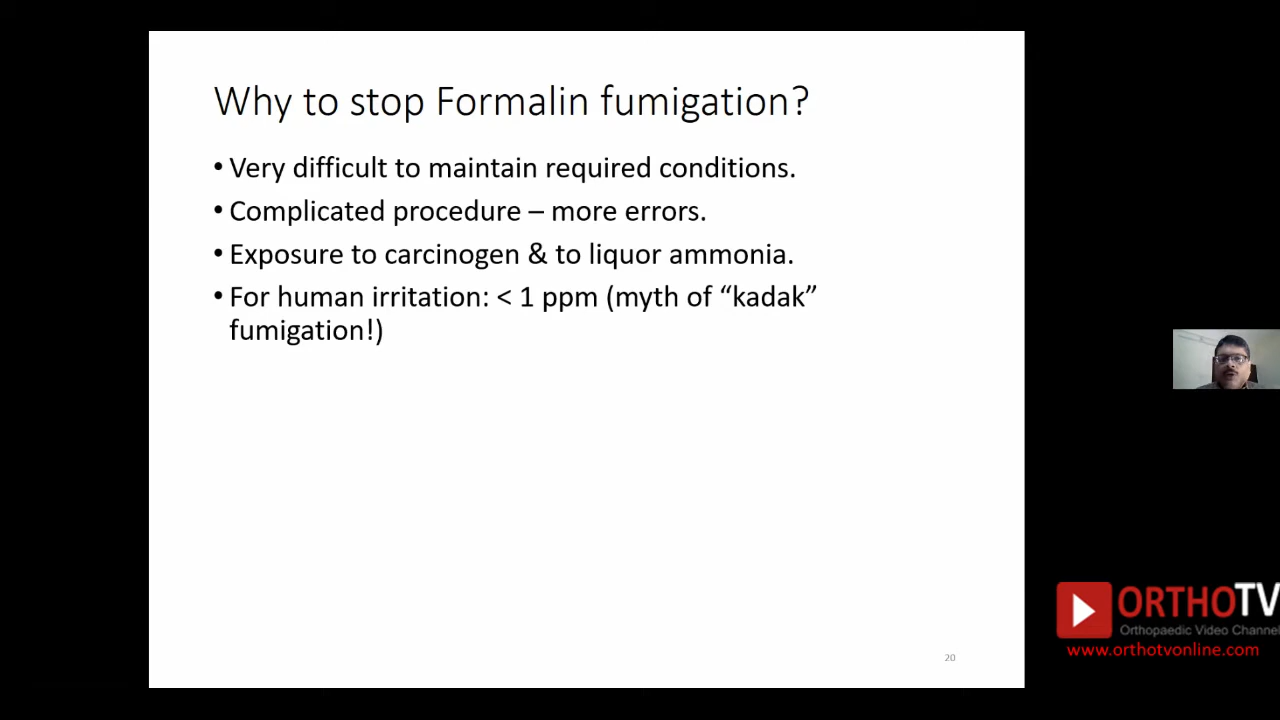 Why to stop Formalin fumigation?
• Very difficult to maintain required conditions.
• Complicated procedure – more errors.
• Exposure to carcinogen & to liquor ammonia.
• For human irritation: < 1 ppm (myth of “kadak”
fumigation!)
20
ORTHOTV
Orthopaedic Video Channel
www.orthotvonline.com